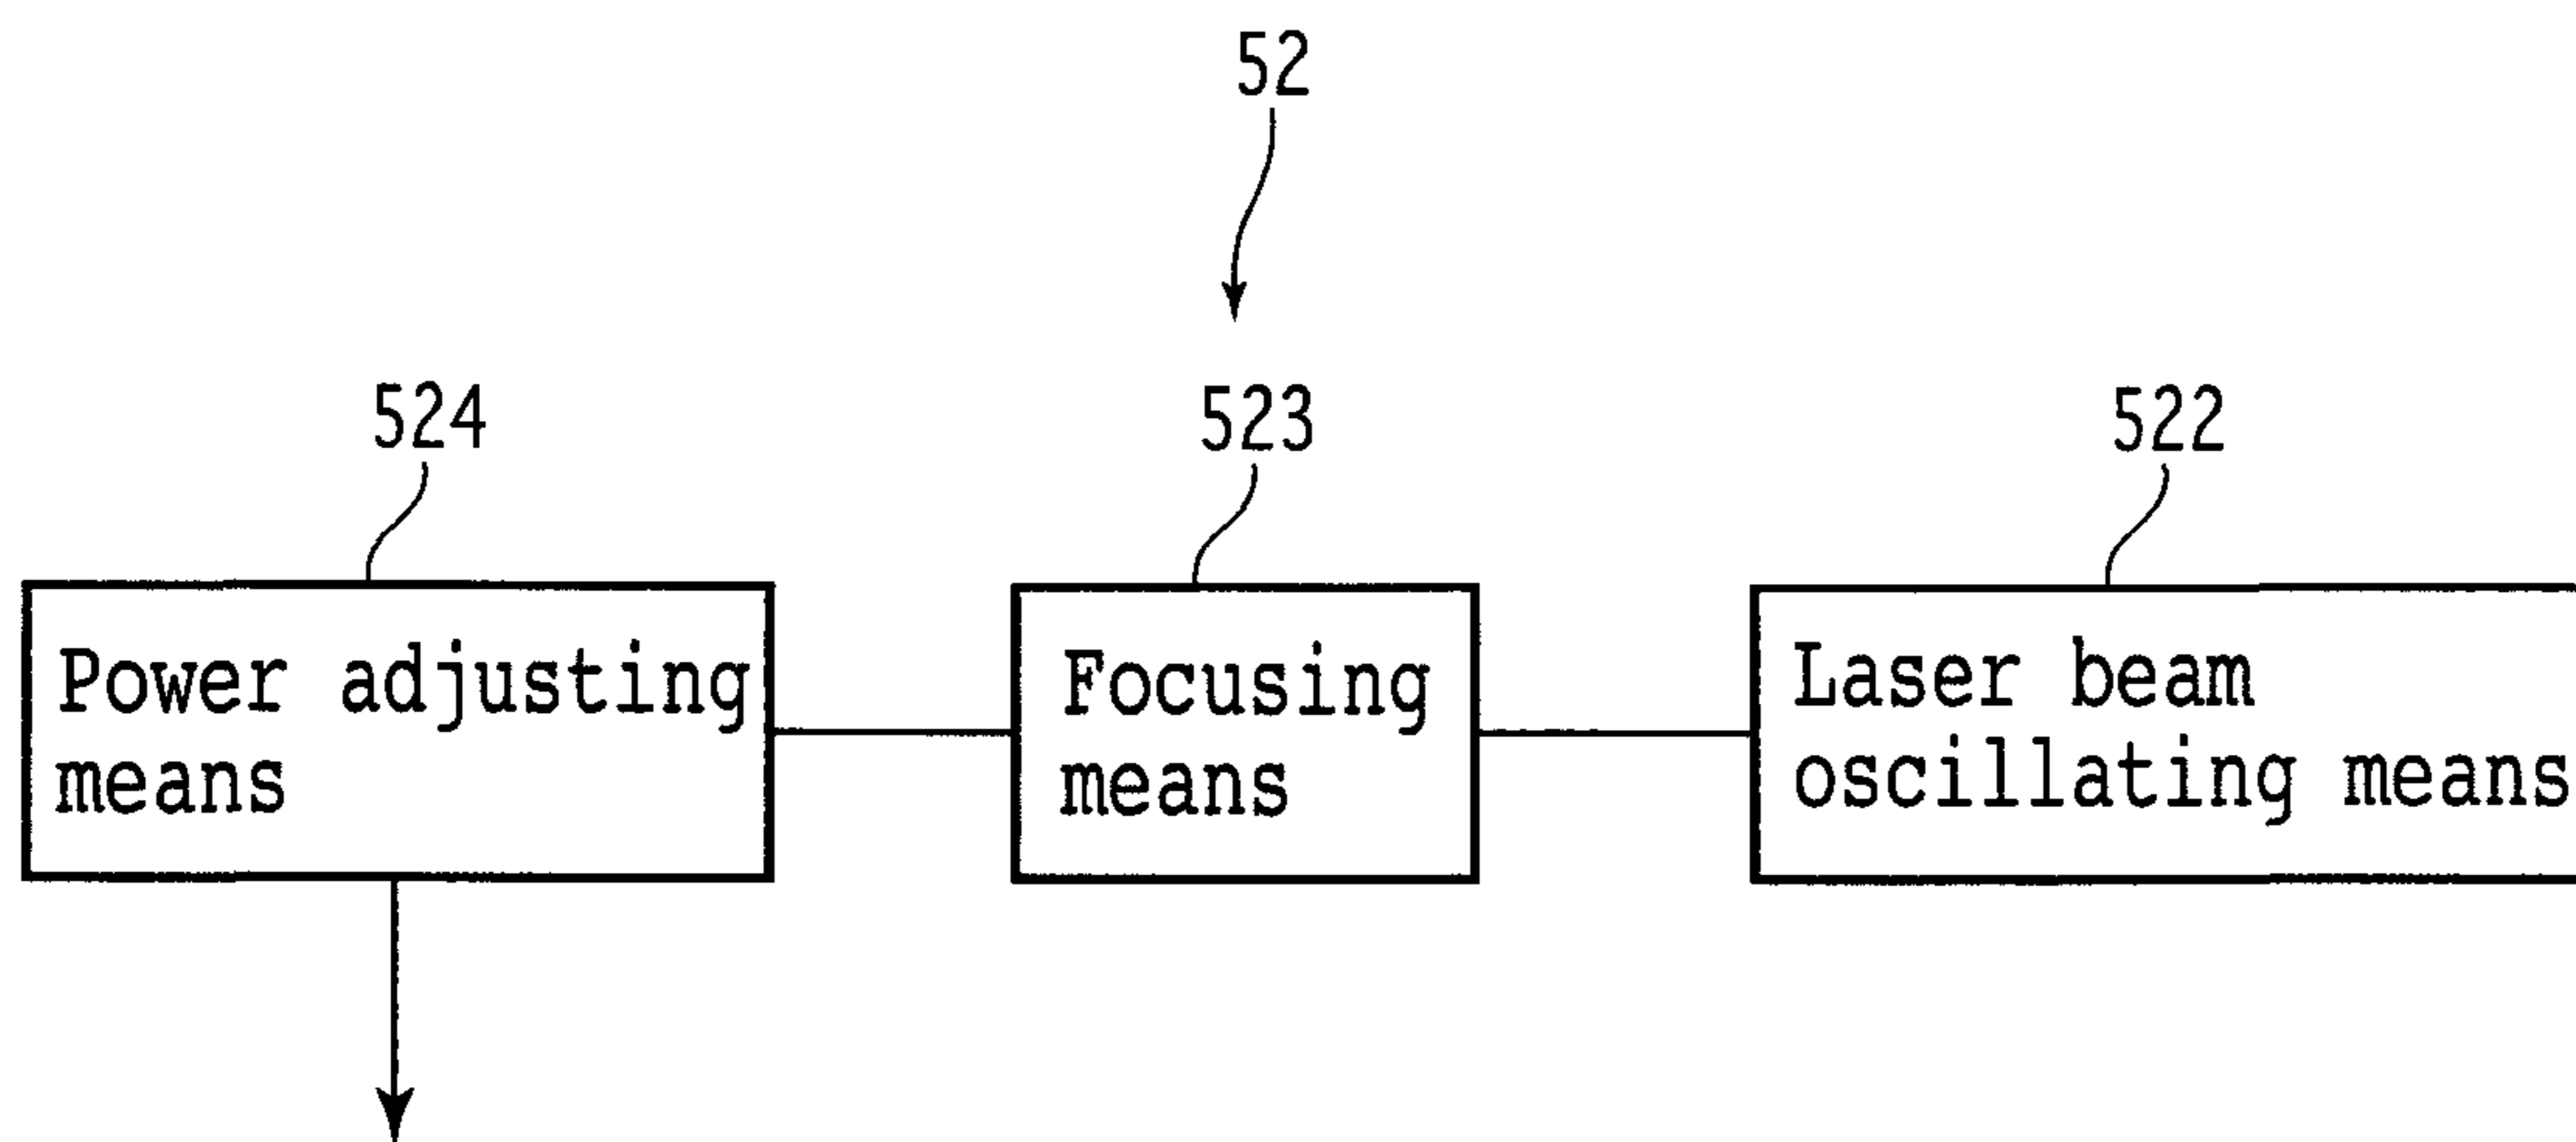 52
524
523
522
Power adjusting
means
Focusing
means
Laser beam
oscillating means